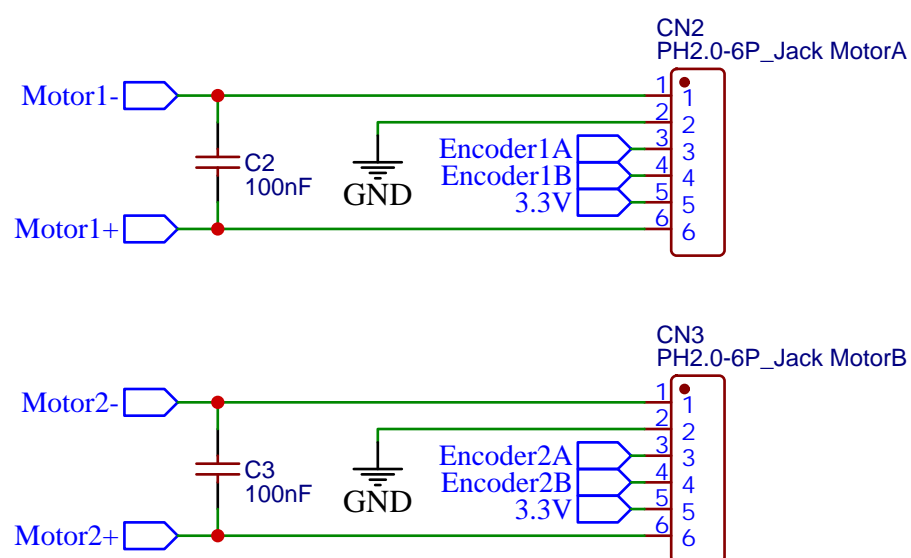 CN2
PH2.0-6P_Jack MotorA
Motor1-
1 1
2 2
Encoder1A 3 3
C2
Encoder1B 4 4
100nF
GND
3.3V 5 5
Motor1+
6 6
CN3
PH2.0-6P_Jack MotorB
Motor2-
1 1
2 2
Encoder2A 3 3
C3
Encoder2B 4 4
100nF
GND
3.3V 5 5
Motor2+
6 6